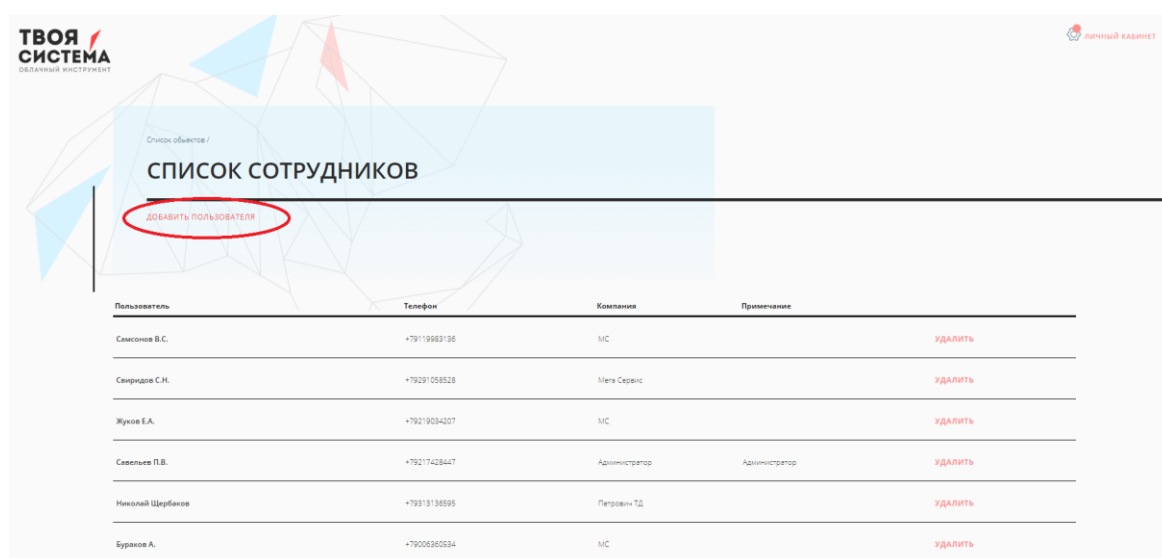 ТВОЯ
СИСТЕМА
ОБЛАЧНЫЙ ИНСТРУМЕНТ
ЛИЧНЫЙ КАБИНЕТ
Список объектов /
СПИСОК СОТРУДНИКОВ
ДОБАВИТЬ ПОЛЬЗОВАТЕЛЯ
Пользователь Телефон Компания Примечание
Самсонов В.С. +79119983136 МС УДАЛИТЬ
Свиридов С.Н. +79291058528 Мега Сервис УДАЛИТЬ
Жуков Е.А. +79219034207 МС УДАЛИТЬ
Савельев П.В. +79217428447 Администратор Администратор УДАЛИТЬ
Николай Щербаков +79313136595 Петрович ТД УДАЛИТЬ
Бураков А. +79006360534 МС УДАЛИТЬ